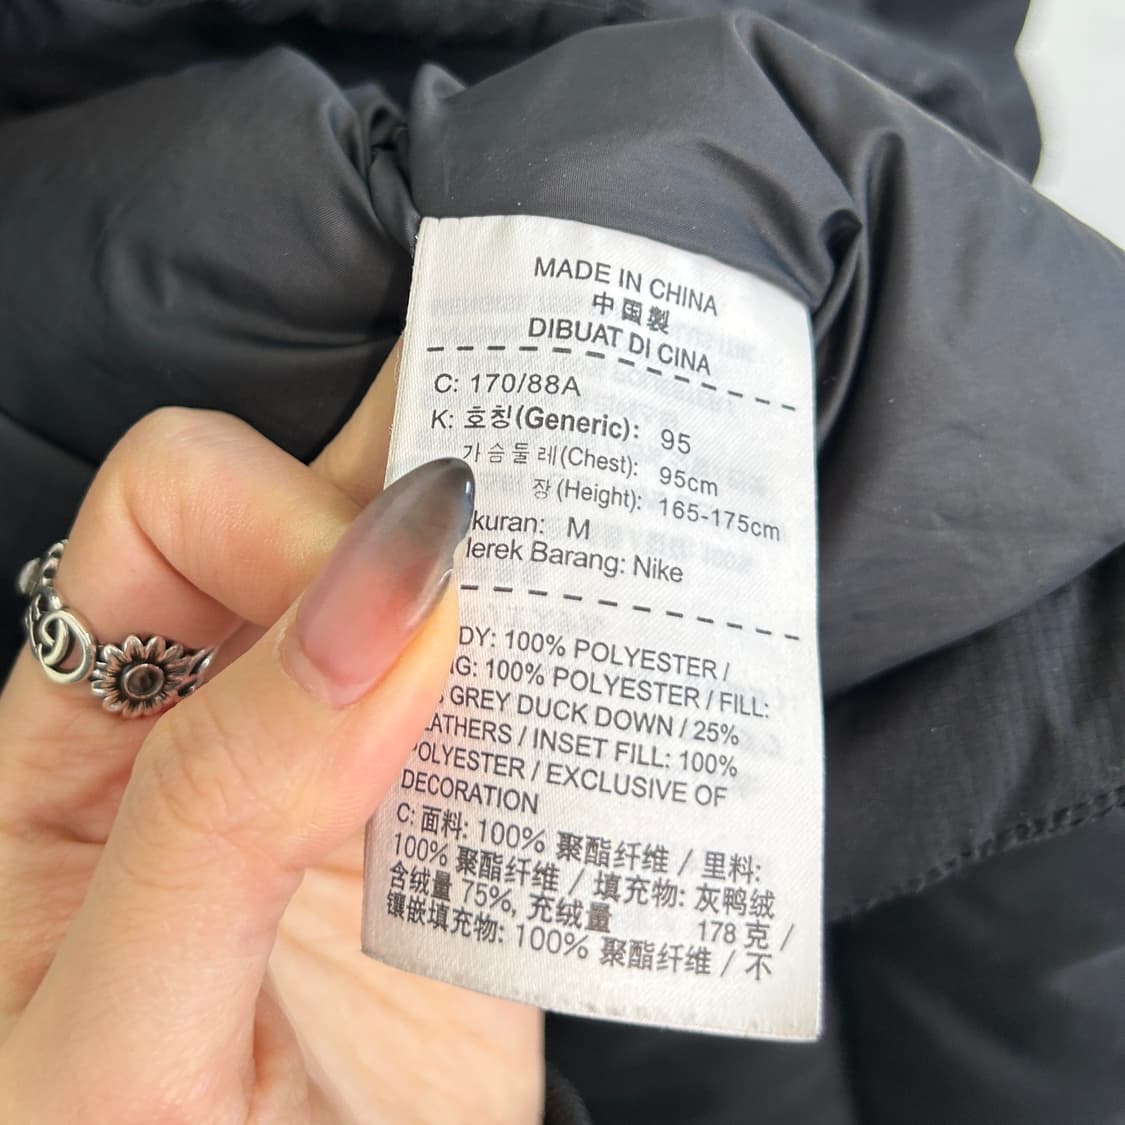 MADE IN CHINA
中国製
DIBUAT DI CINA
C: 170/88A
K: 호칭(Generic): 95
가슴둘레(Chest): 95cm
장(Height): 165-175cm
kuran: M
erek Barang: Nike
DY: 100% POLYESTER /
G: 100% POLYESTER / FILL:
GREY DUCK DOWN / 25%
ATHERS / INSET FILL: 100%
POLYESTER / EXCLUSIVE OF
DECORATION
C: 面料: 100% 聚酯纤维 / 里料:
100% 聚酯纤维 / 填充物: 灰鸭绒
含绒量 75%, 充绒量 178 克 /
镶嵌填充物: 100% 聚酯纤维 / 不